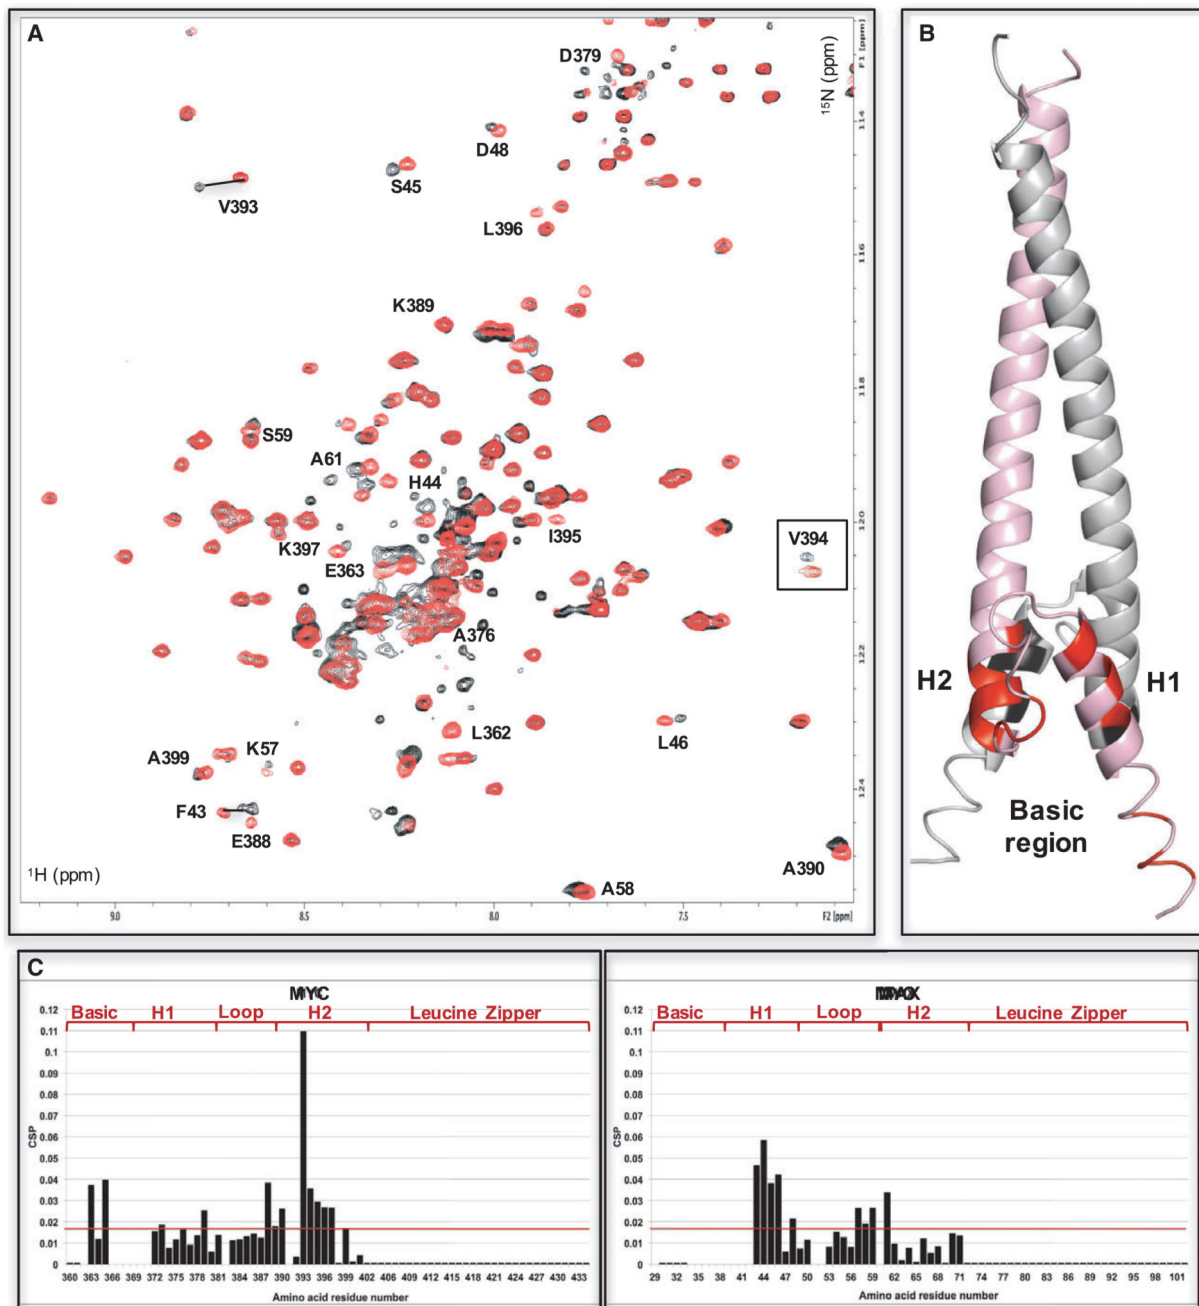 A
B
D379
¹⁵N (ppm)
F1 [ppm]
114
D48
S45
V393
L396
116
K389
118
S59
A61
H44
120
V394
K397
I395
E363
A376
122
L362
L46
A399
K57
F43
E388
124
A390
¹H (ppm)
A58
9.0
8.5
8.0
7.5
F2 [ppm]
H2
H1
Basic
region
C
MYC
Basic
H1
Loop
H2
Leucine Zipper
0.12
0.11
0.1
0.09
0.08
0.07
0.06
0.05
0.04
0.03
0.02
0.01
0
CSP
360 363 366 369 372 375 378 381 384 387 390 393 396 399 402 406 409 412 415 418 421 424 427 430 433
Amino acid residue number
MAX
Basic
H1
Loop
H2
Leucine Zipper
0.12
0.11
0.1
0.09
0.08
0.07
0.06
0.05
0.04
0.03
0.02
0.01
0
CSP
29 32 35 38 41 44 47 50 53 56 59 62 65 68 71 74 77 80 83 86 89 92 95 98 101
Amino acid residue number